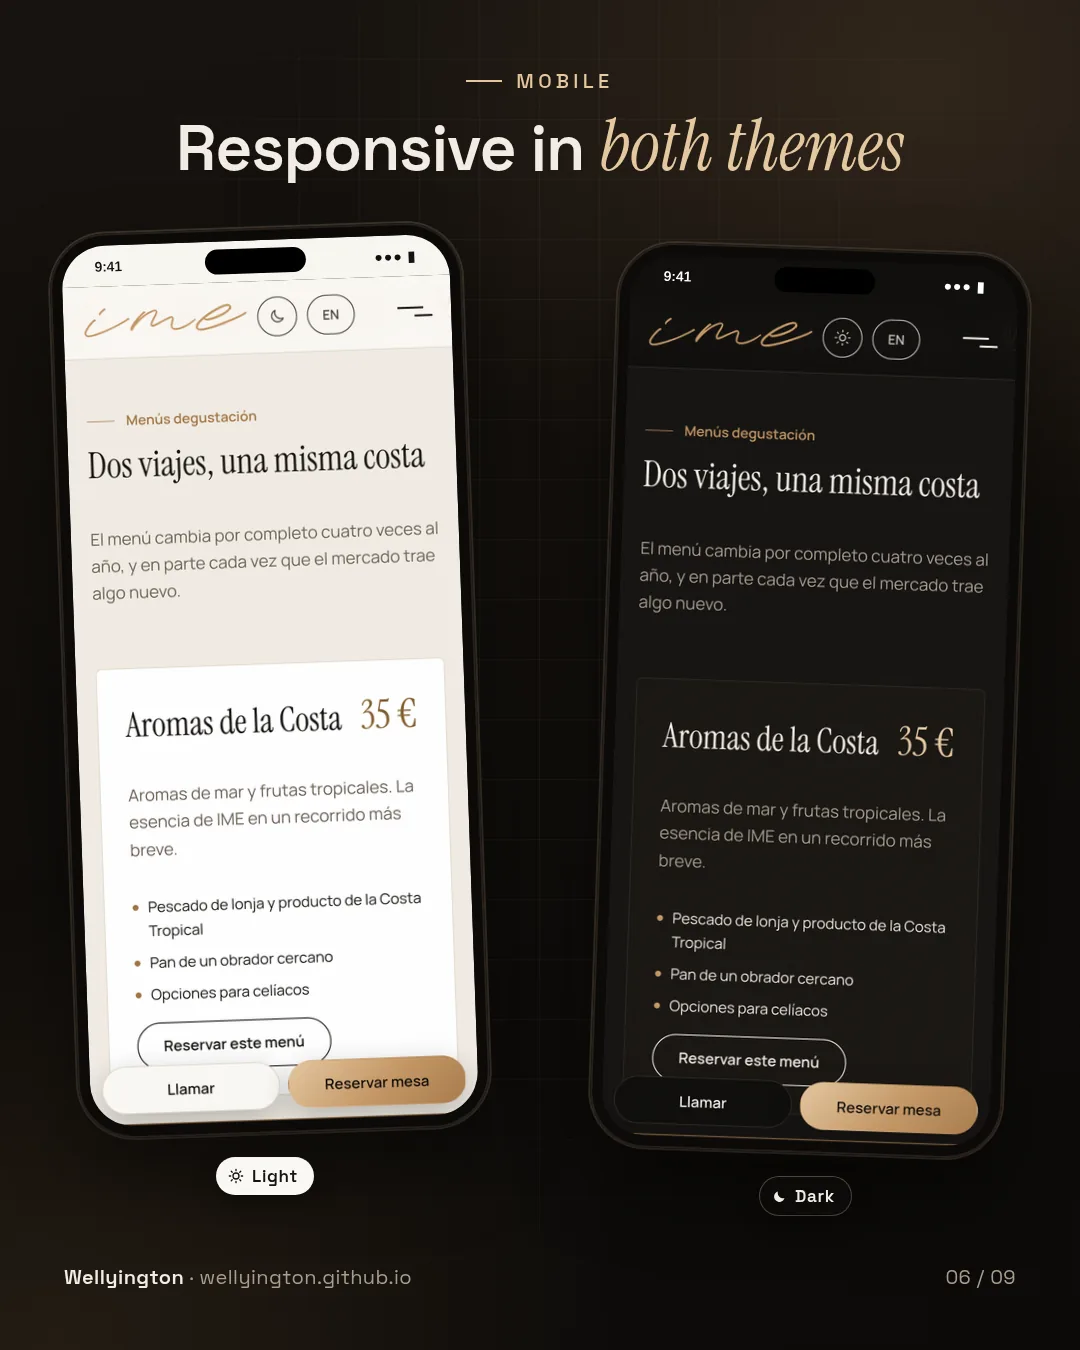 MOBILE
Responsive in both themes
9:41
ime
EN
Menús degustación
Dos viajes, una misma costa
El menú cambia por completo cuatro veces al
año, y en parte cada vez que el mercado trae
algo nuevo.
Aromas de la Costa 35 €
Aromas de mar y frutas tropicales. La
esencia de IME en un recorrido más
breve.
Pescado de lonja y producto de la Costa
Tropical
Pan de un obrador cercano
Opciones para celíacos
Reservar este menú
Llamar
Reservar mesa
Light
9:41
ime
EN
Menús degustación
Dos viajes, una misma costa
El menú cambia por completo cuatro veces al
año, y en parte cada vez que el mercado trae
algo nuevo.
Aromas de la Costa 35 €
Aromas de mar y frutas tropicales. La
esencia de IME en un recorrido más
breve.
Pescado de lonja y producto de la Costa
Tropical
Pan de un obrador cercano
Opciones para celíacos
Reservar este menú
Llamar
Reservar mesa
Dark
Wellyington · wellyington.github.io
06 / 09